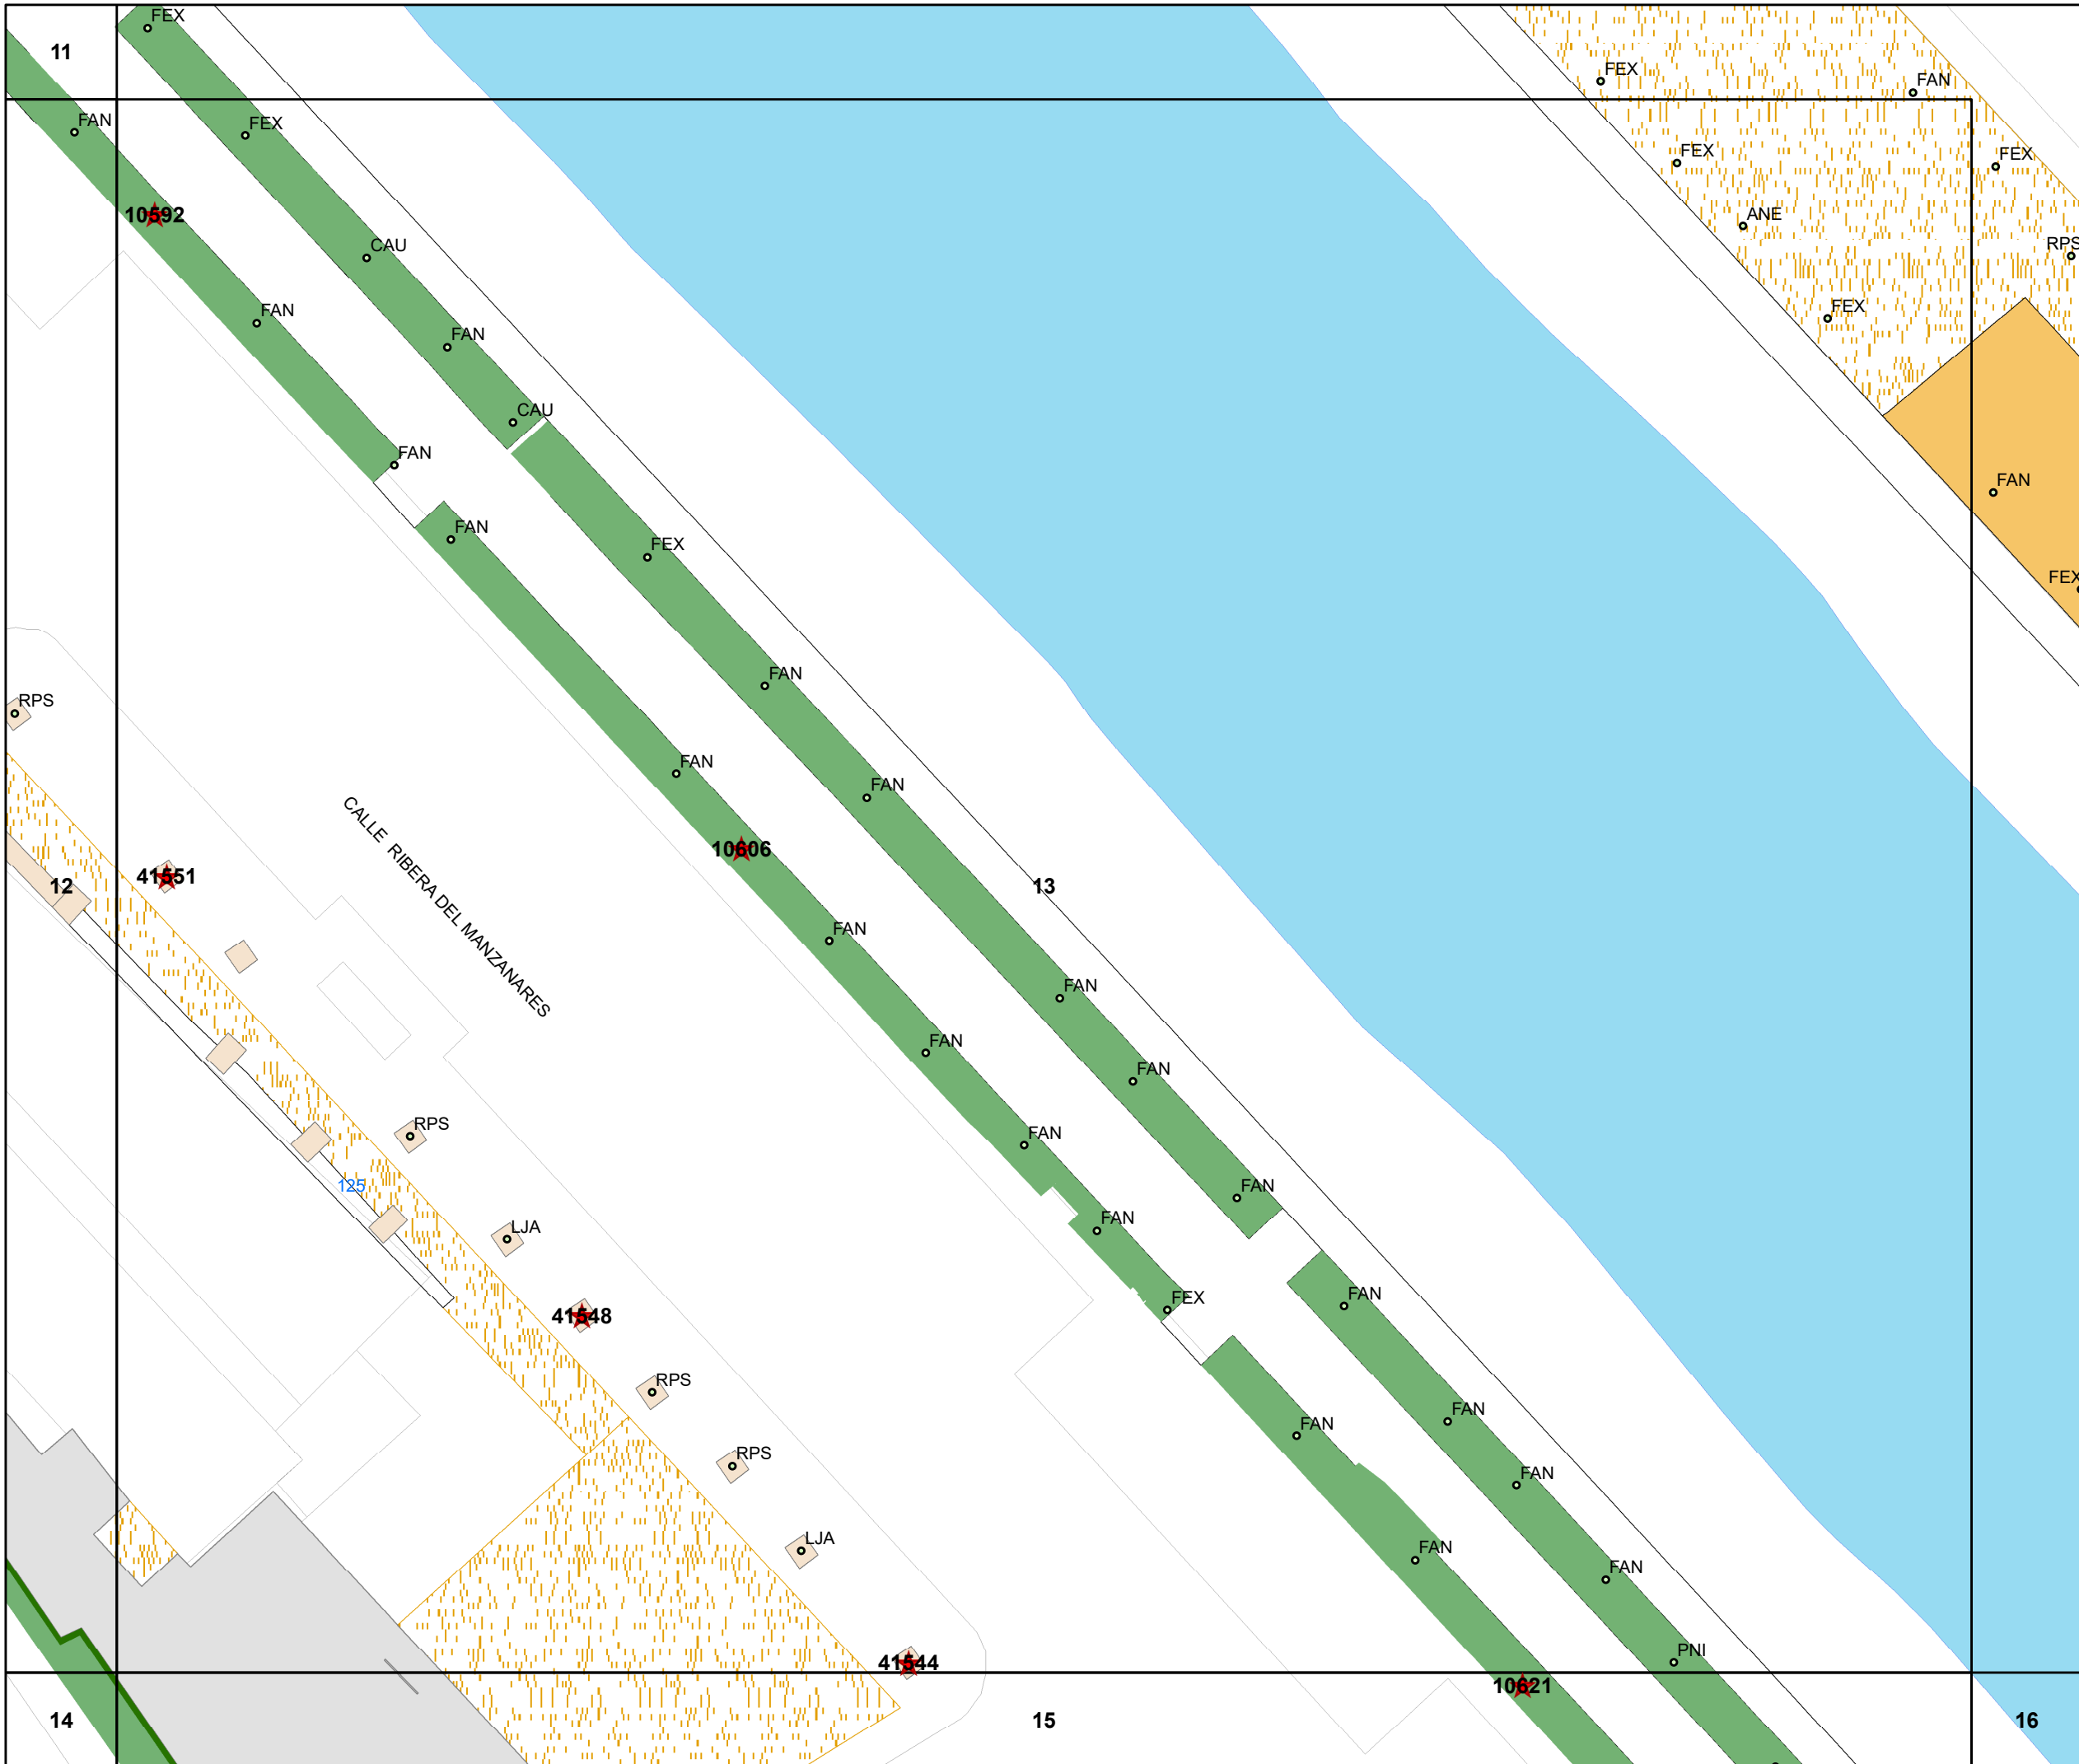 FEX
11
FEX
FAN
FAN
FEX
FEX
FEX
ANE
10592
CAU
RPS
FAN
FEX
FAN
CAU
FAN
FAN
FAN
FEX
FEX
FAN
RPS
FAN
FAN
CALLE RIBERA DEL MANZANARES
10606
41551
12
13
FAN
FAN
FAN
FAN
RPS
FAN
125
FAN
FAN
LJA
FEX
FAN
41548
RPS
FAN
FAN
RPS
FAN
LJA
FAN
FAN
PNI
41544
10621
14
15
16